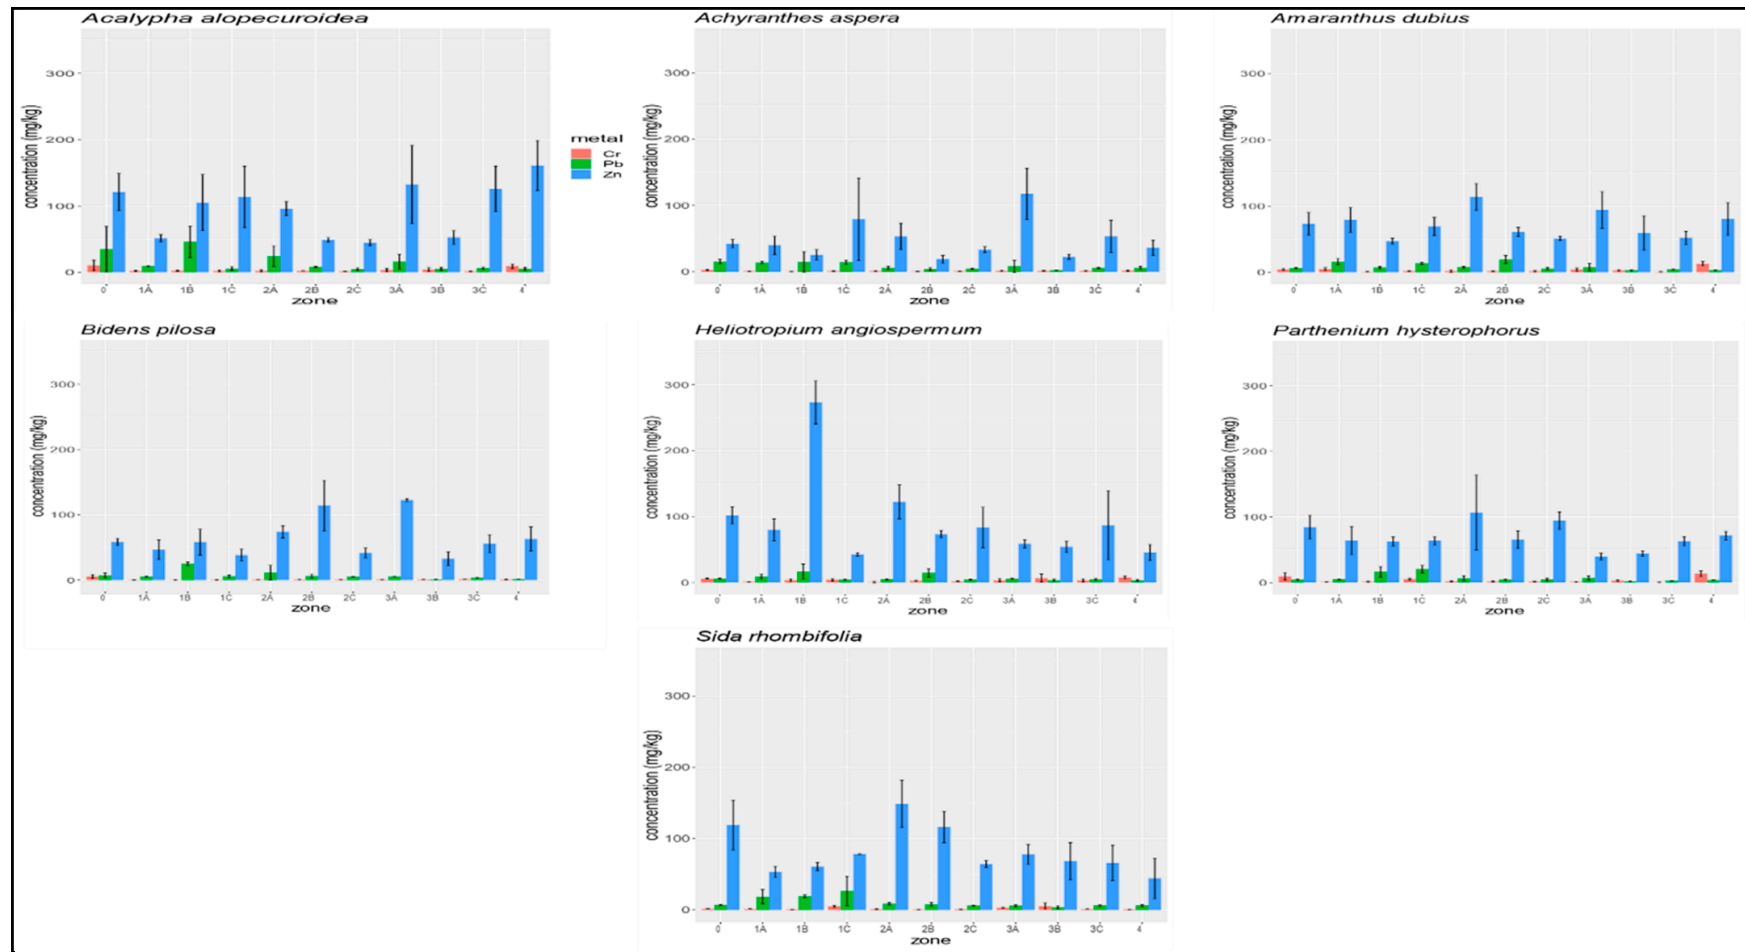 Acalypha alopecuroidea
concentration (mg/kg)
300
200
100
0
0 1A 1B 1C 2A 2B 2C 3A 3B 3C 4
zone
metal
Cr
Pb
Zn
Achyranthes aspera
concentration (mg/kg)
300
200
100
0
0 1A 1B 1C 2A 2B 2C 3A 3B 3C 4
zone
Amaranthus dubius
concentration (mg/kg)
300
200
100
0
0 1A 1B 1C 2A 2B 2C 3A 3B 3C 4
zone
Bidens pilosa
concentration (mg/kg)
300
200
100
0
0 1A 1B 1C 2A 2B 2C 3A 3B 3C 4
zone
Heliotropium angiospermum
concentration (mg/kg)
300
200
100
0
0 1A 1B 1C 2A 2B 2C 3A 3B 3C 4
zone
Parthenium hysterophorus
concentration (mg/kg)
300
200
100
0
0 1A 1B 1C 2A 2B 2C 3A 3B 3C 4
zone
Sida rhombifolia
concentration (mg/kg)
300
200
100
0
0 1A 1B 1C 2A 2B 2C 3A 3B 3C 4
zone